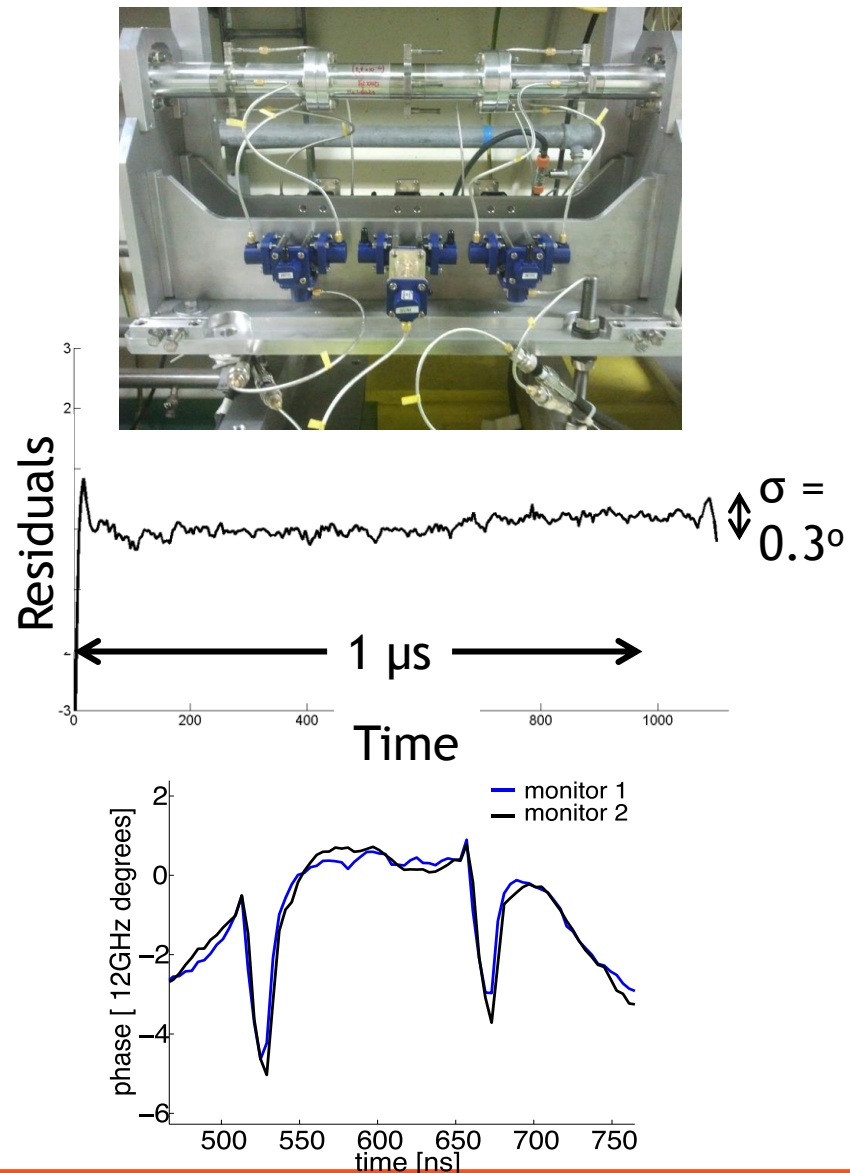 3
2
Residuals
σ =
0.3º
1 μs
-3
0
200
400
800
1000
Time
monitor 1
monitor 2
phase [ 12GHz degrees]
2
0
−2
−4
−6
500
550
600
650
700
750
time [ns]